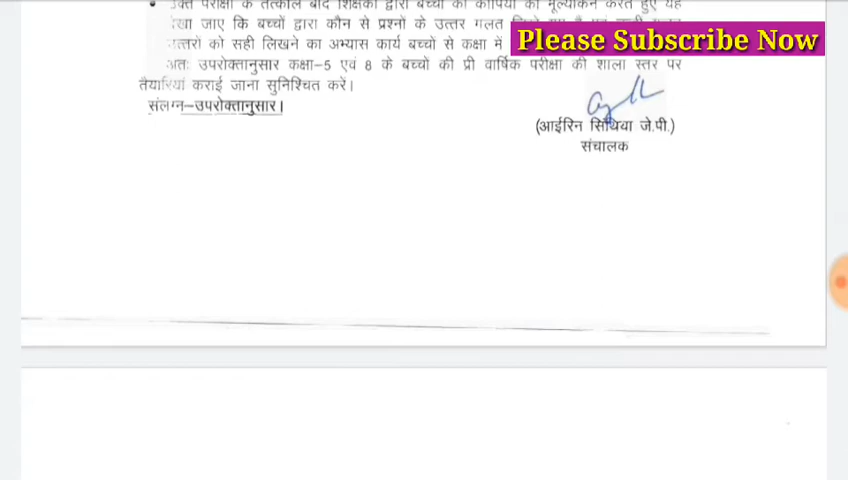 उक्त परीक्षा के तत्काल बाद शिक्षकों द्वारा बच्चों की कॉपियों का मूल्यांकन करते हुए यह
देखा जाए कि बच्चों द्वारा कौन से प्रश्नों के उत्तर गलत
उत्तरों को सही लिखने का अभ्यास कार्य बच्चों से कक्षा में
Please Subscribe Now
अतः उपरोक्तानुसार कक्षा–5 एवं 8 के बच्चों की प्री वार्षिक परीक्षा की शाला स्तर पर
तैयारियां कराई जाना सुनिश्चित करें।
संलग्न–उपरोक्तानुसार।
(आईरिन सिंथिया जे.पी.)
संचालक